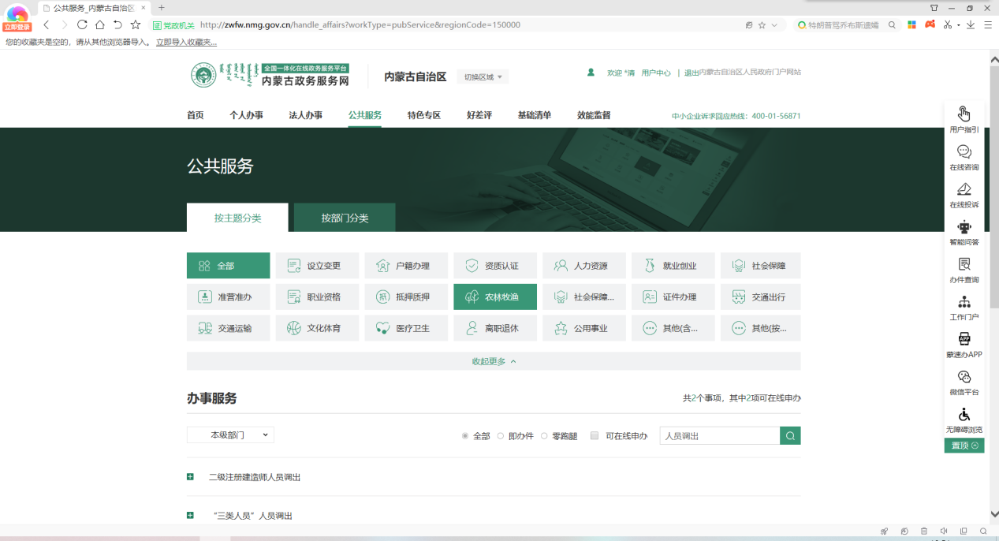 公共服务_内蒙古自治区
立即登录
证 党政机关 http://zwfw.nmg.gov.cn/handle_affairs?workType=pubService&regionCode=150000
特朗普骂乔布斯遗孀
您的收藏夹是空的，请从其他浏览器导入。 立即导入收藏夹...
全国一体化在线政务服务平台
内蒙古政务服务网
内蒙古自治区
切换区域
欢迎 *清 用户中心 | 退出内蒙古自治区人民政府门户网站
首页 个人办事 法人办事 公共服务 特色专区 好差评 基础清单 效能监督
中小企业诉求回应热线：400-01-56871
公共服务
按主题分类 按部门分类
全部 设立变更 户籍办理 资质认证 人力资源 就业创业 社会保障
准营准办 职业资格 抵押质押 农林牧渔 社会保障... 证件办理 交通出行
交通运输 文化体育 医疗卫生 离职退休 公用事业 其他(含... 其他(按...
收起更多
办事服务
共2个事项，其中2项可在线申办
本级部门 全部 即办件 零跑腿 可在线申办 人员调出
二级注册建造师人员调出
“三类人员”人员调出
用户指引
在线咨询
在线投诉
智能问答
办件查询
工作门户
APP
蒙速办APP
微信平台
无障碍浏览
置顶